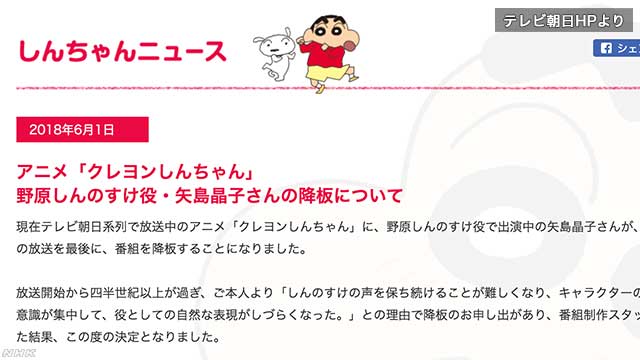 テレビ朝日HPより
しんちゃんニュース
シェ
2018年6月1日
アニメ「クレヨンしんちゃん」
野原しんのすけ役・矢島晶子さんの降板について
現在テレビ朝日系列で放送中のアニメ「クレヨンしんちゃん」に、野原しんのすけ役で出演中の矢島晶子さんが、
の放送を最後に、番組を降板することになりました。
放送開始から四半世紀以上が過ぎ、ご本人より「しんのすけの声を保ち続けることが難しくなり、キャラクターの
意識が集中して、役としての自然な表現がしづらくなった。」との理由で降板のお申し出があり、番組制作スタッ
た結果、この度の決定となりました。
NHK